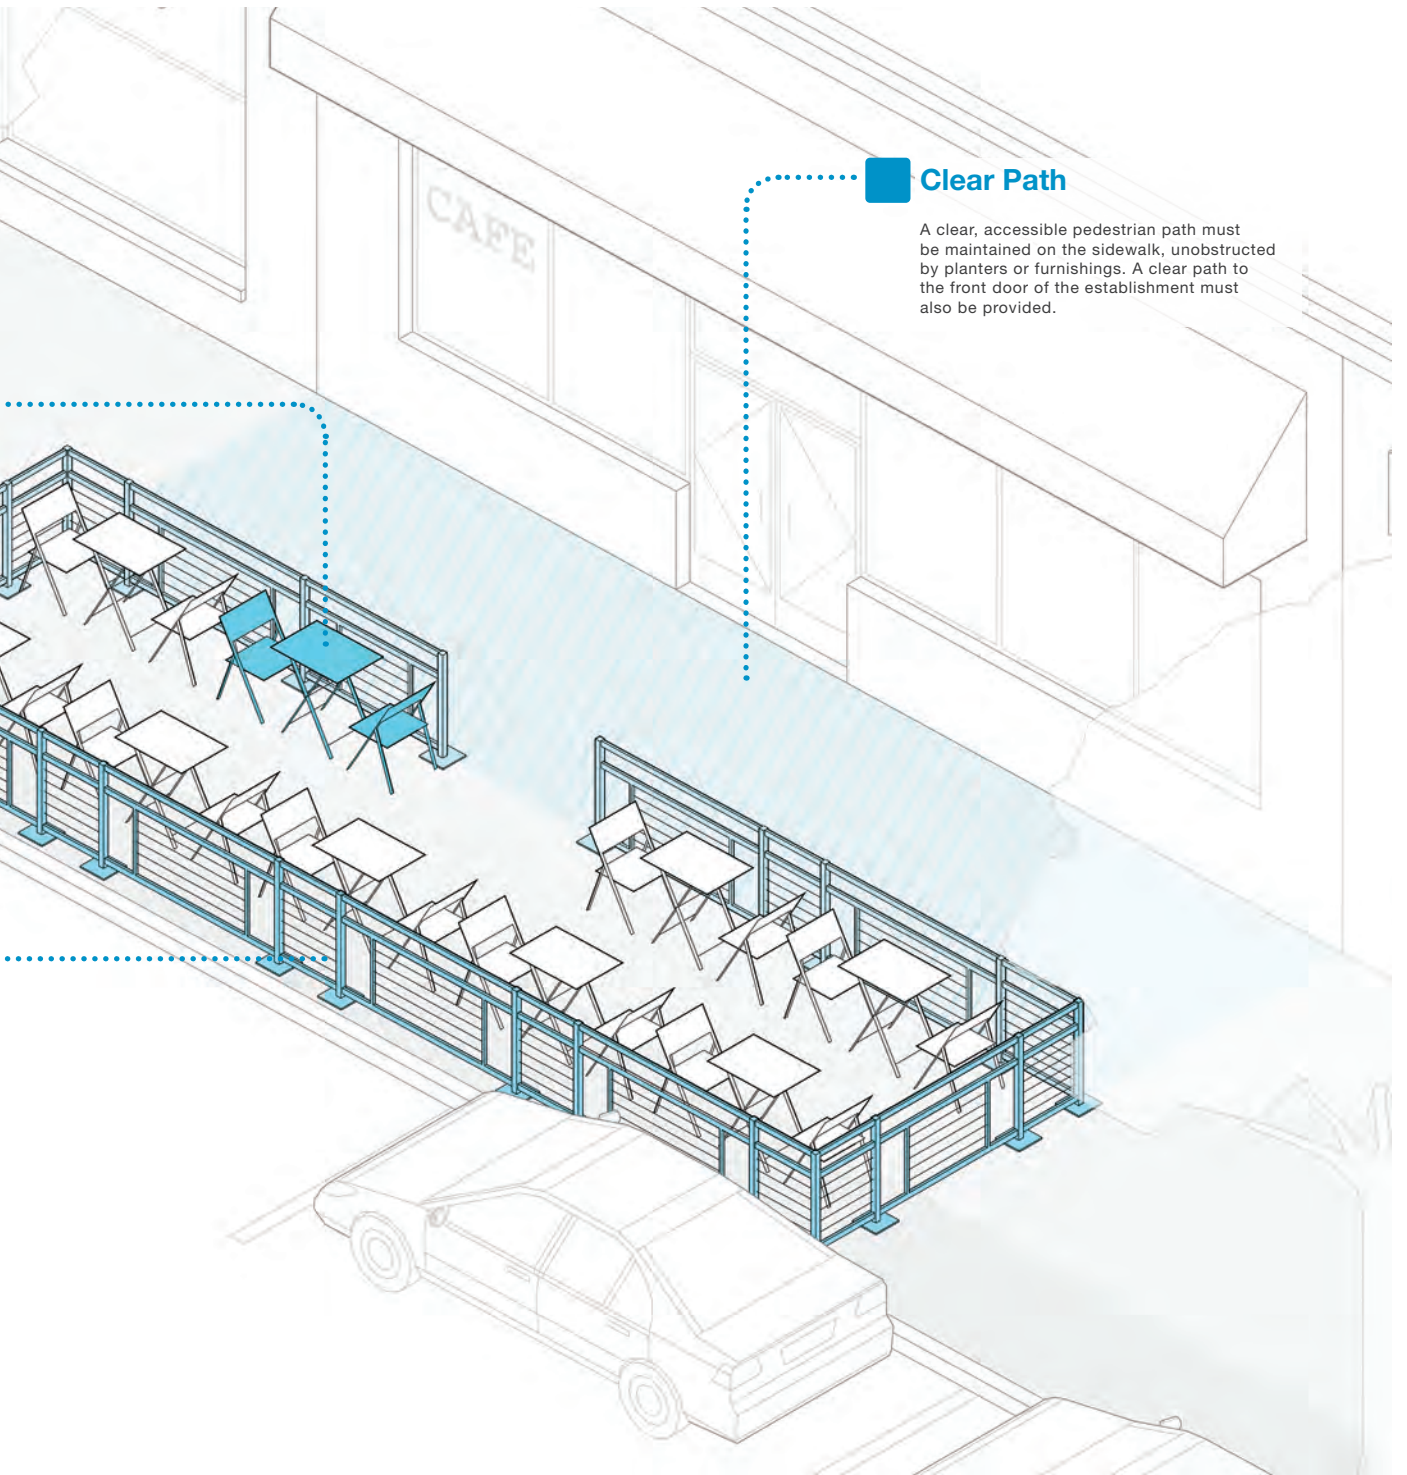 Clear Path
A clear, accessible pedestrian path must
be maintained on the sidewalk, unobstructed
by planters or furnishings. A clear path to
the front door of the establishment must
also be provided.
CAFE